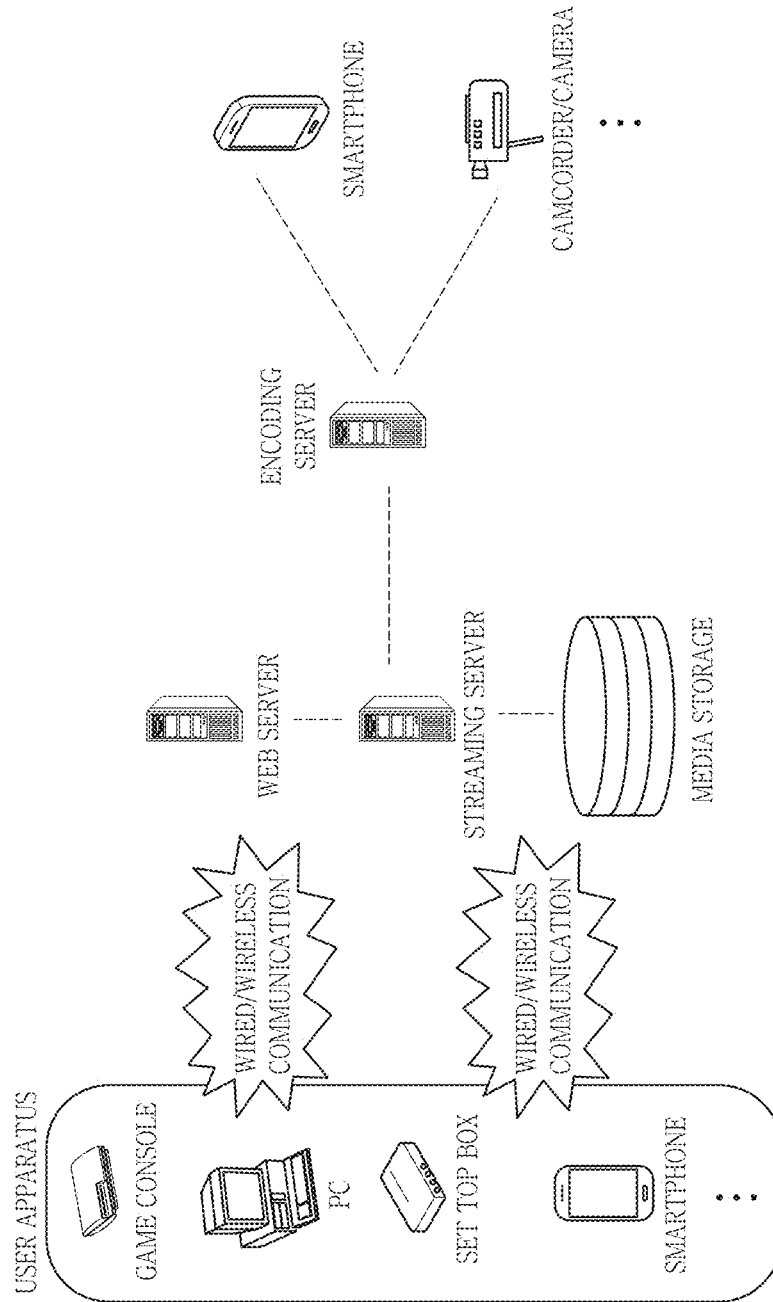 USER APPARATUS
GAME CONSOLE
PC
SET TOP BOX
SMARTPHONE
WIRED/WIRELESS
COMMUNICATION
WIRED/WIRELESS
COMMUNICATION
WEB SERVER
STREAMING SERVER
MEDIA STORAGE
ENCODING
SERVER
SMARTPHONE
CAMCORDER/CAMERA